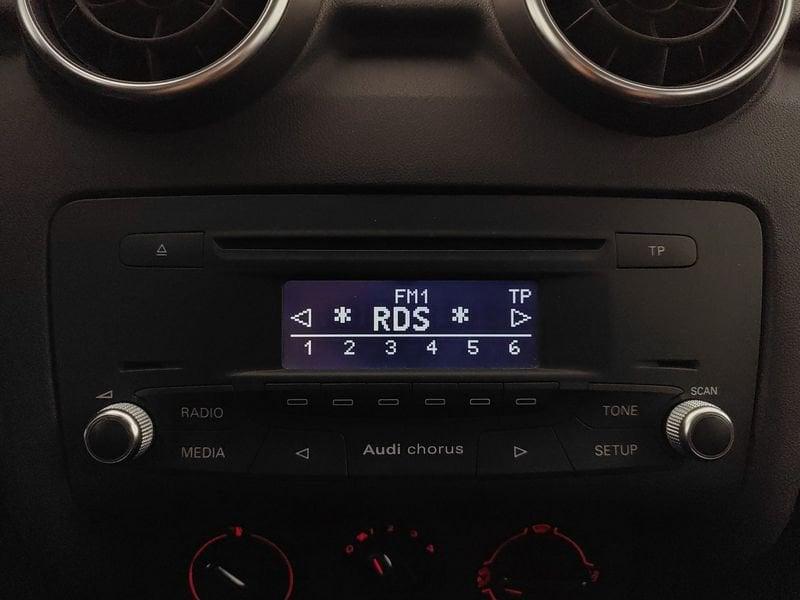 TP
FM1 TP
* RDS *
1 2 3 4 5 6
SCAN
RADIO
TONE
MEDIA
Audi chorus
SETUP